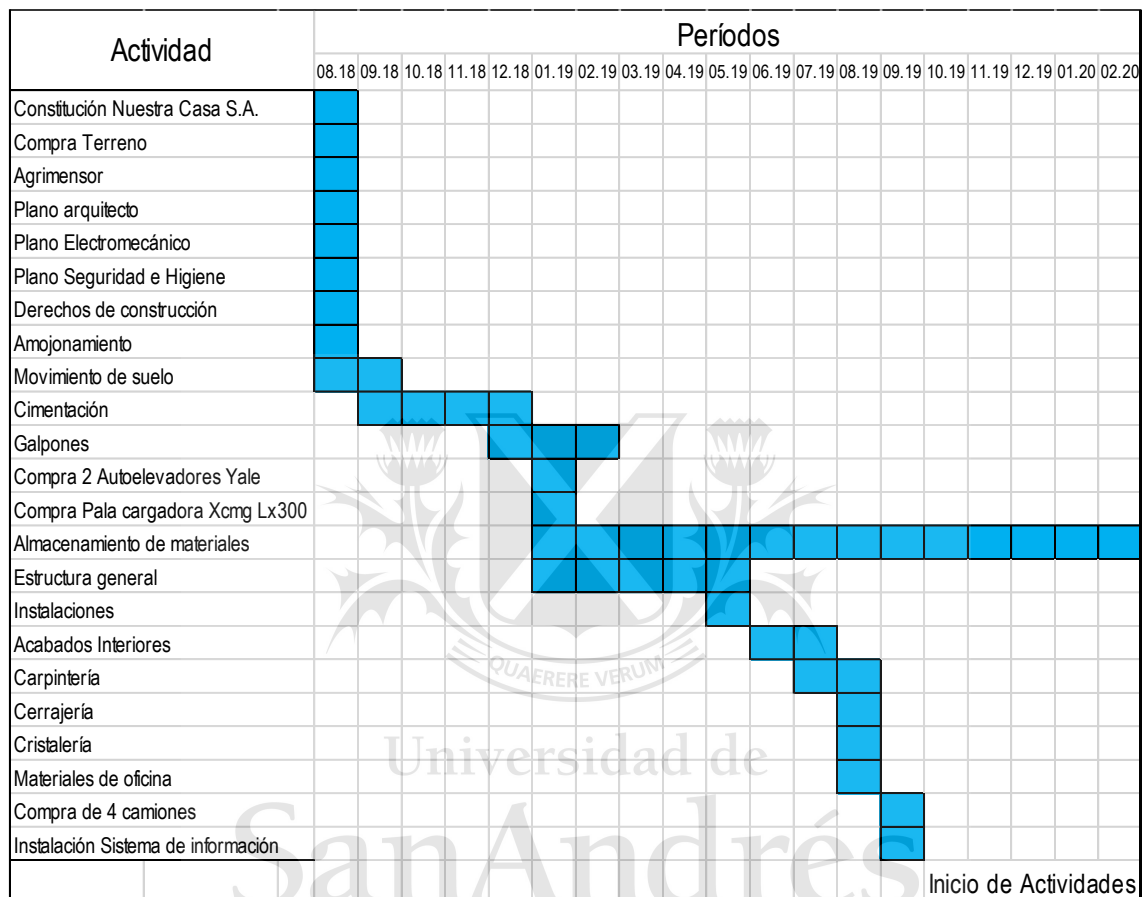 Actividad
Períodos
08.18 09.18 10.18 11.18 12.18 01.19 02.19 03.19 04.19 05.19 06.19 07.19 08.19 09.19 10.19 11.19 12.19 01.20 02.20
Constitución Nuestra Casa S.A.
Compra Terreno
Agrimensor
Plano arquitecto
Plano Electromecánico
Plano Seguridad e Higiene
Derechos de construcción
Amojonamiento
Movimiento de suelo
Cimentación
Galpones
Compra 2 Autoelevadores Yale
Compra Pala cargadora Xcmg Lx300
Almacenamiento de materiales
Estructura general
Instalaciones
Acabados Interiores
Carpintería
Cerrajería
Cristalería
Materiales de oficina
Compra de 4 camiones
Instalación Sistema de información
Inicio de Actividades
QUAERERE VERUM
Universidad de
SanAndrés